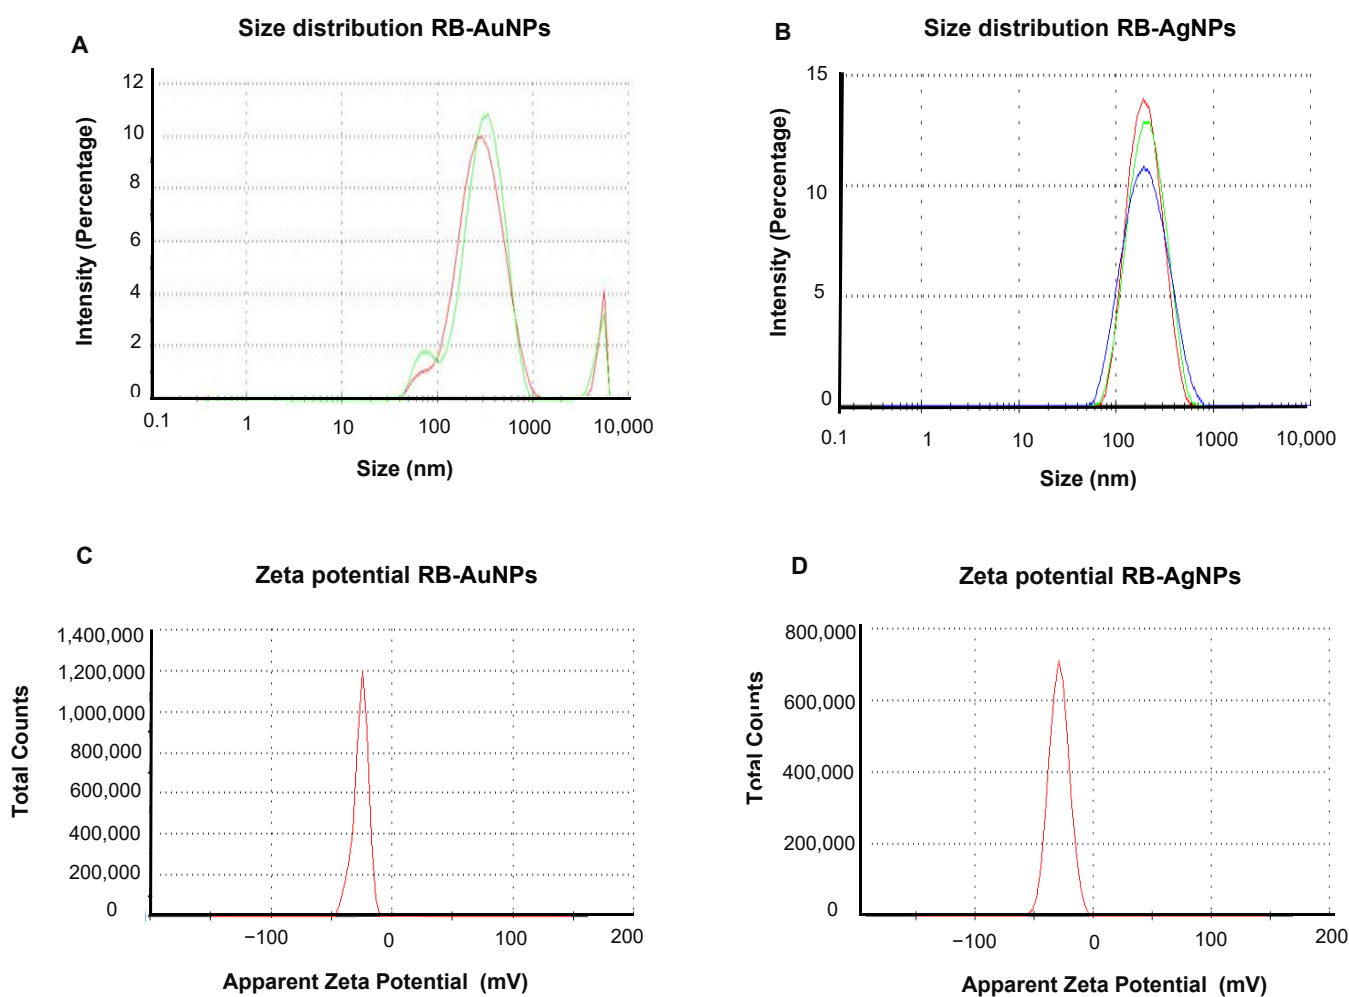 A
Size distribution RB-AuNPs
12
10
8
6
4
2
0
0.1
1
10
100
1000
10,000
Intensity (Percentage)
Size (nm)
B
Size distribution RB-AgNPs
15
10
5
0
0.1
1
10
100
1000
10,000
Intensity (Percentage)
Size (nm)
C
Zeta potential RB-AuNPs
1,400,000
1,200,000
1,000,000
800,000
600,000
400,000
200,000
0
−100
0
100
200
Total Counts
Apparent Zeta Potential (mV)
D
Zeta potential RB-AgNPs
800,000
600,000
400,000
200,000
0
−100
0
100
200
Total Counts
Apparent Zeta Potential (mV)